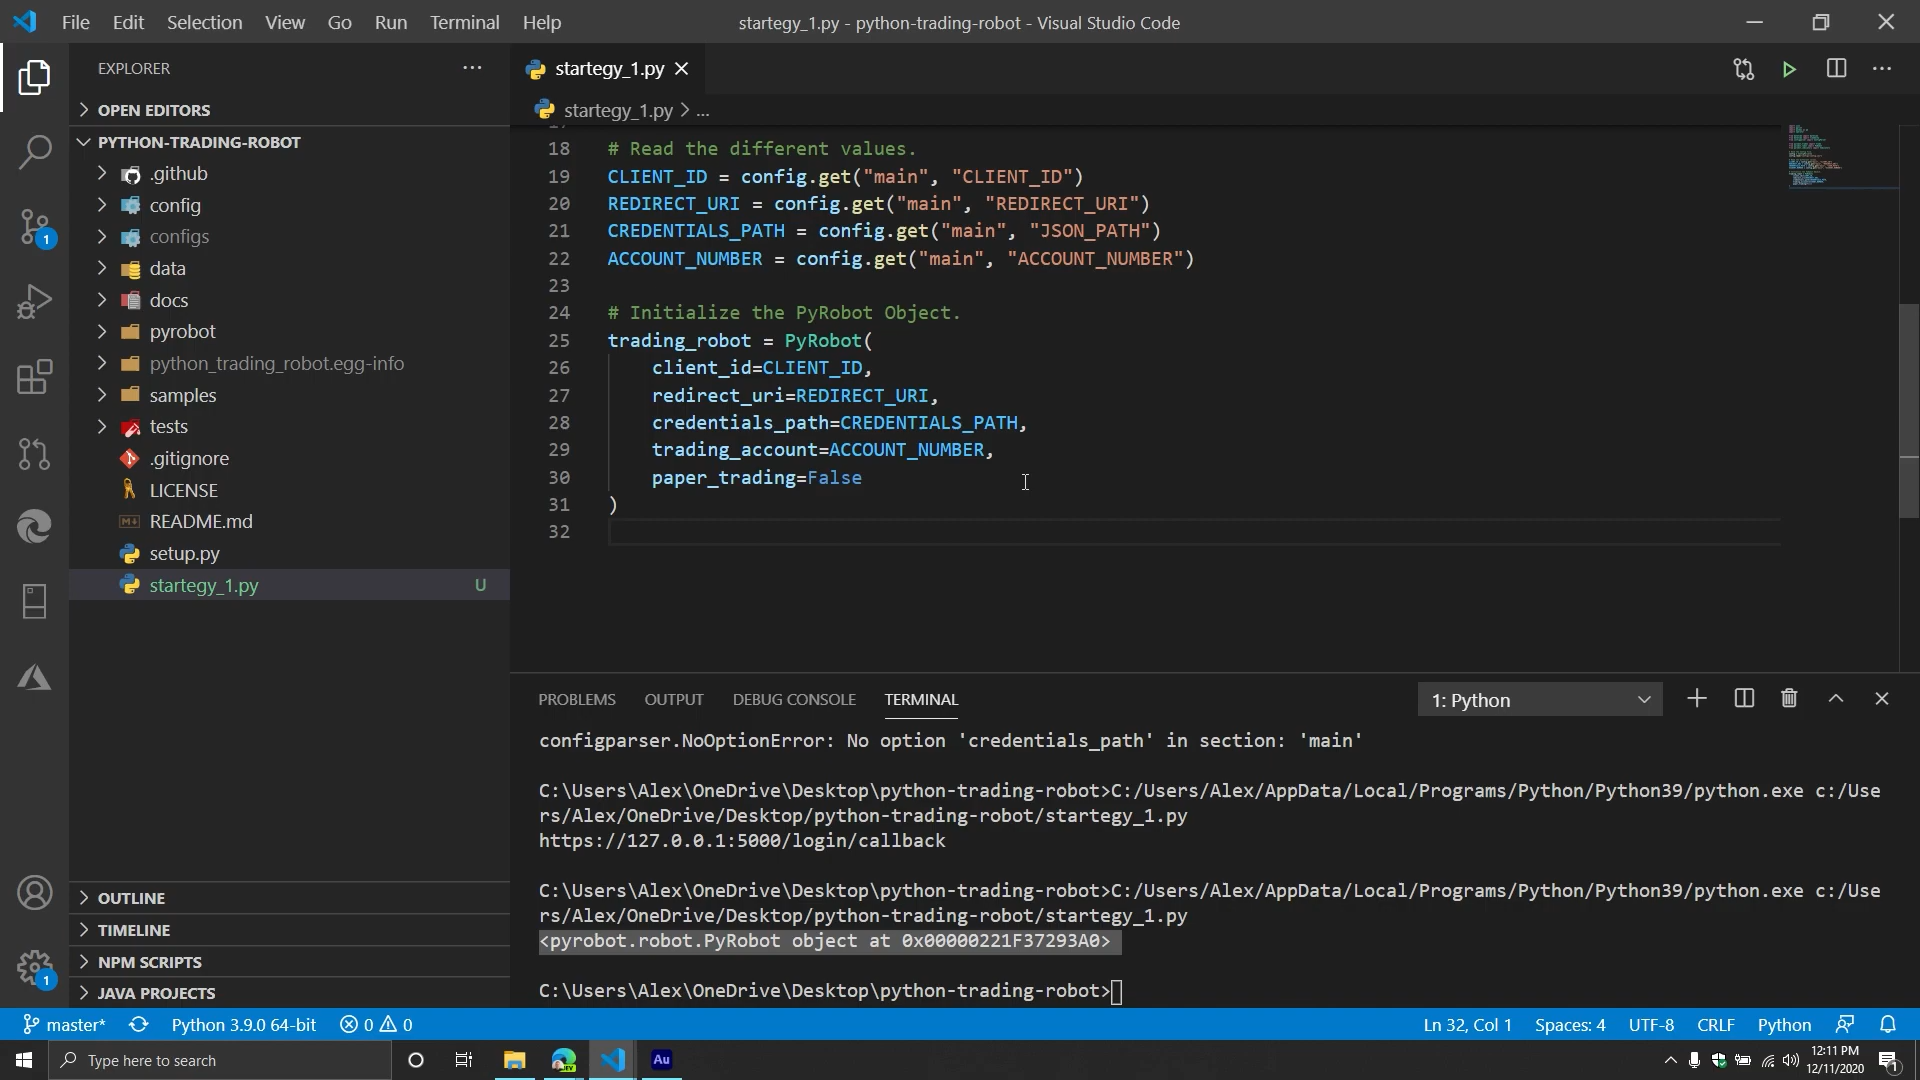 File Edit Selection View Go Run Terminal Help
startegy_1.py - python-trading-robot - Visual Studio Code
EXPLORER
OPEN EDITORS
PYTHON-TRADING-ROBOT
.github
config
configs
data
docs
pyrobot
python_trading_robot.egg-info
samples
tests
.gitignore
LICENSE
README.md
setup.py
startegy_1.py U
OUTLINE
TIMELINE
NPM SCRIPTS
JAVA PROJECTS
startegy_1.py
startegy_1.py > ...
18 # Read the different values.
19 CLIENT_ID = config.get("main", "CLIENT_ID")
20 REDIRECT_URI = config.get("main", "REDIRECT_URI")
21 CREDENTIALS_PATH = config.get("main", "JSON_PATH")
22 ACCOUNT_NUMBER = config.get("main", "ACCOUNT_NUMBER")
23
24 # Initialize the PyRobot Object.
25 trading_robot = PyRobot(
26 client_id=CLIENT_ID,
27 redirect_uri=REDIRECT_URI,
28 credentials_path=CREDENTIALS_PATH,
29 trading_account=ACCOUNT_NUMBER,
30 paper_trading=False
31 )
32
PROBLEMS OUTPUT DEBUG CONSOLE TERMINAL 1: Python
configparser.NoOptionError: No option 'credentials_path' in section: 'main'
C:\Users\Alex\OneDrive\Desktop\python-trading-robot>C:/Users/Alex/AppData/Local/Programs/Python/Python39/python.exe c:/Use
rs/Alex/OneDrive/Desktop/python-trading-robot/startegy_1.py
https://127.0.0.1:5000/login/callback
C:\Users\Alex\OneDrive\Desktop\python-trading-robot>C:/Users/Alex/AppData/Local/Programs/Python/Python39/python.exe c:/Use
rs/Alex/OneDrive/Desktop/python-trading-robot/startegy_1.py
<pyrobot.robot.PyRobot object at 0x00000221F37293A0>
C:\Users\Alex\OneDrive\Desktop\python-trading-robot>
master* Python 3.9.0 64-bit 0 0 Ln 32, Col 1 Spaces: 4 UTF-8 CRLF Python
Type here to search
Au
12:11 PM
12/11/2020
1
1
1